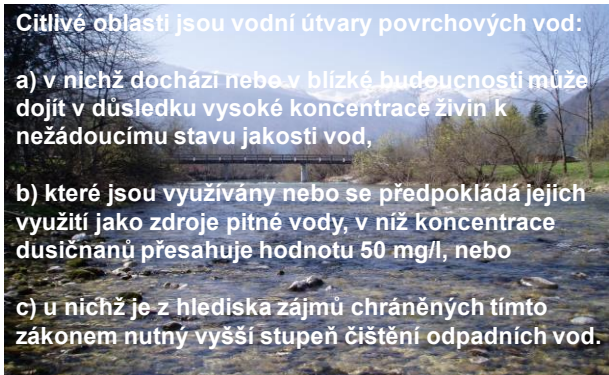 Citlivé oblasti jsou vodní útvary povrchových vod:
a) v nichž dochází nebo v blízké budoucnosti může
dojít v důsledku vysoké koncentrace živin k
nežádoucímu stavu jakosti vod,
b) které jsou využívány nebo se předpokládá jejich
využití jako zdroje pitné vody, v níž koncentrace
dusičnanů přesahuje hodnotu 50 mg/l, nebo
c) u nichž je z hlediska zájmů chráněných tímto
zákonem nutný vyšší stupeň čištění odpadních vod.